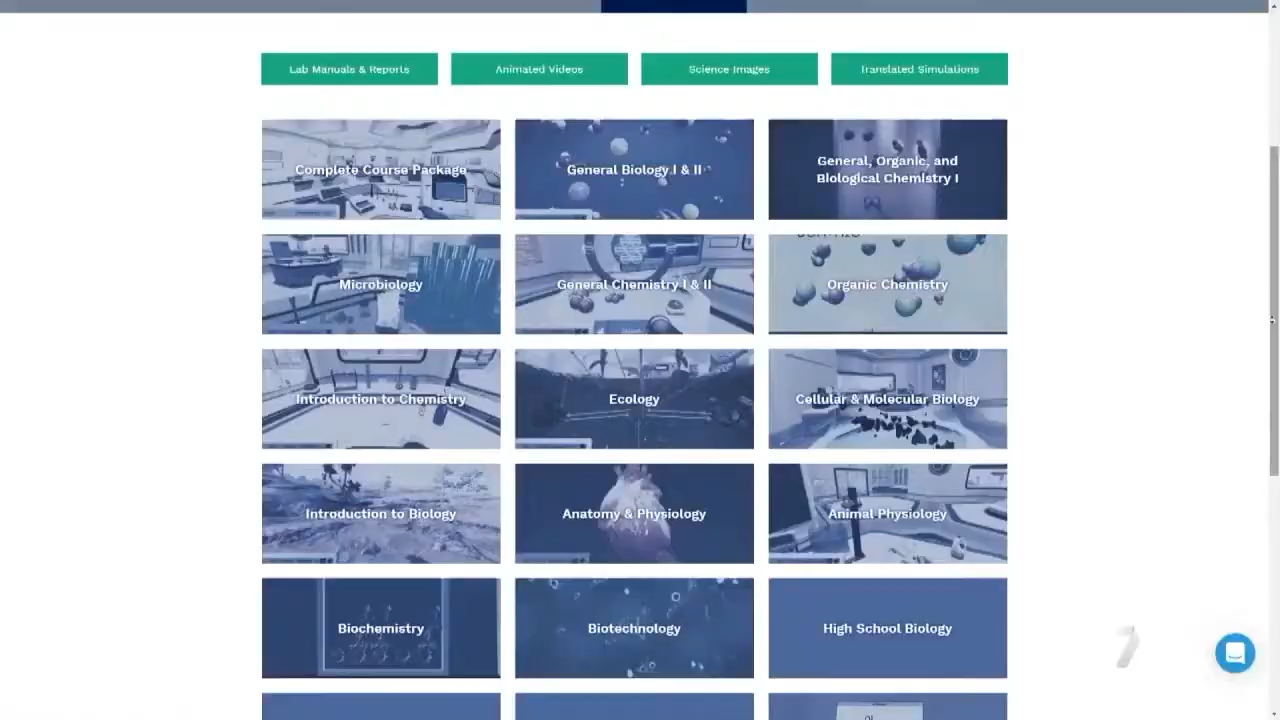 Lab Manuals & Reports
Animated Videos
Science Images
Translated Simulations
Complete Course Package
General Biology I & II
General, Organic, and
Biological Chemistry I
Microbiology
General Chemistry I & II
Organic Chemistry
Introduction to Chemistry
Ecology
Cellular & Molecular Biology
Introduction to Biology
Anatomy & Physiology
Animal Physiology
Biochemistry
Biotechnology
High School Biology
7